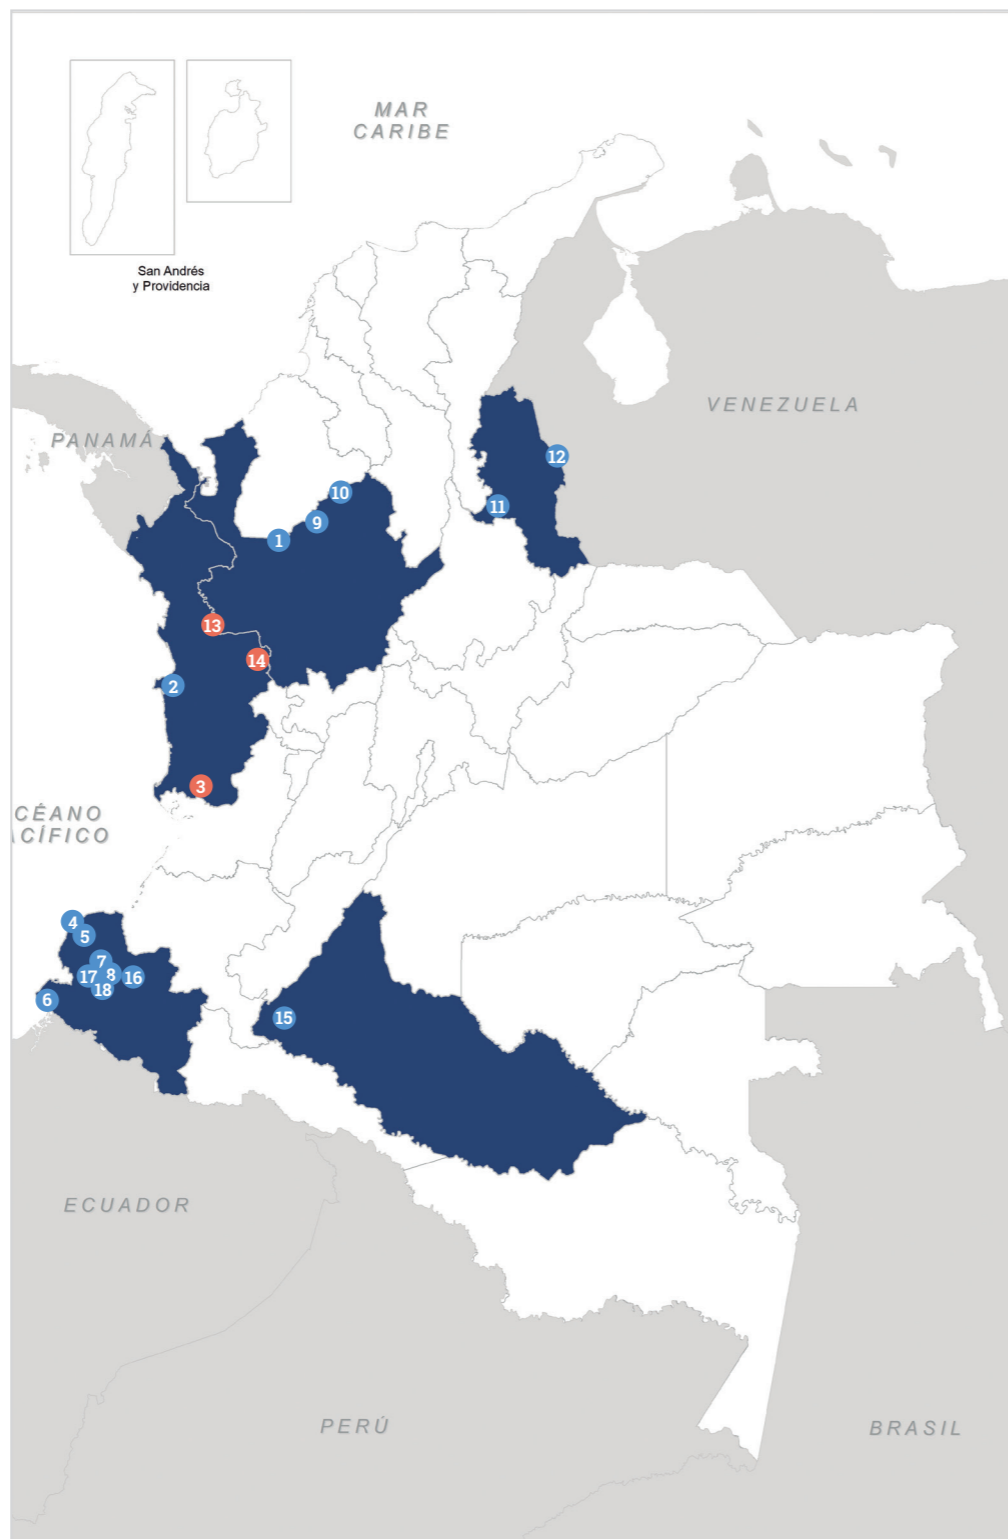 MAR
CARIBE
San Andrés
y Providencia
VENEZUELA
PANAMÁ
12
10
11
9
1
13
14
2
3
CÉANO
ACÍFICO
4
5
7
17
8
16
18
6
15
ECUADOR
PERÚ
BRASIL